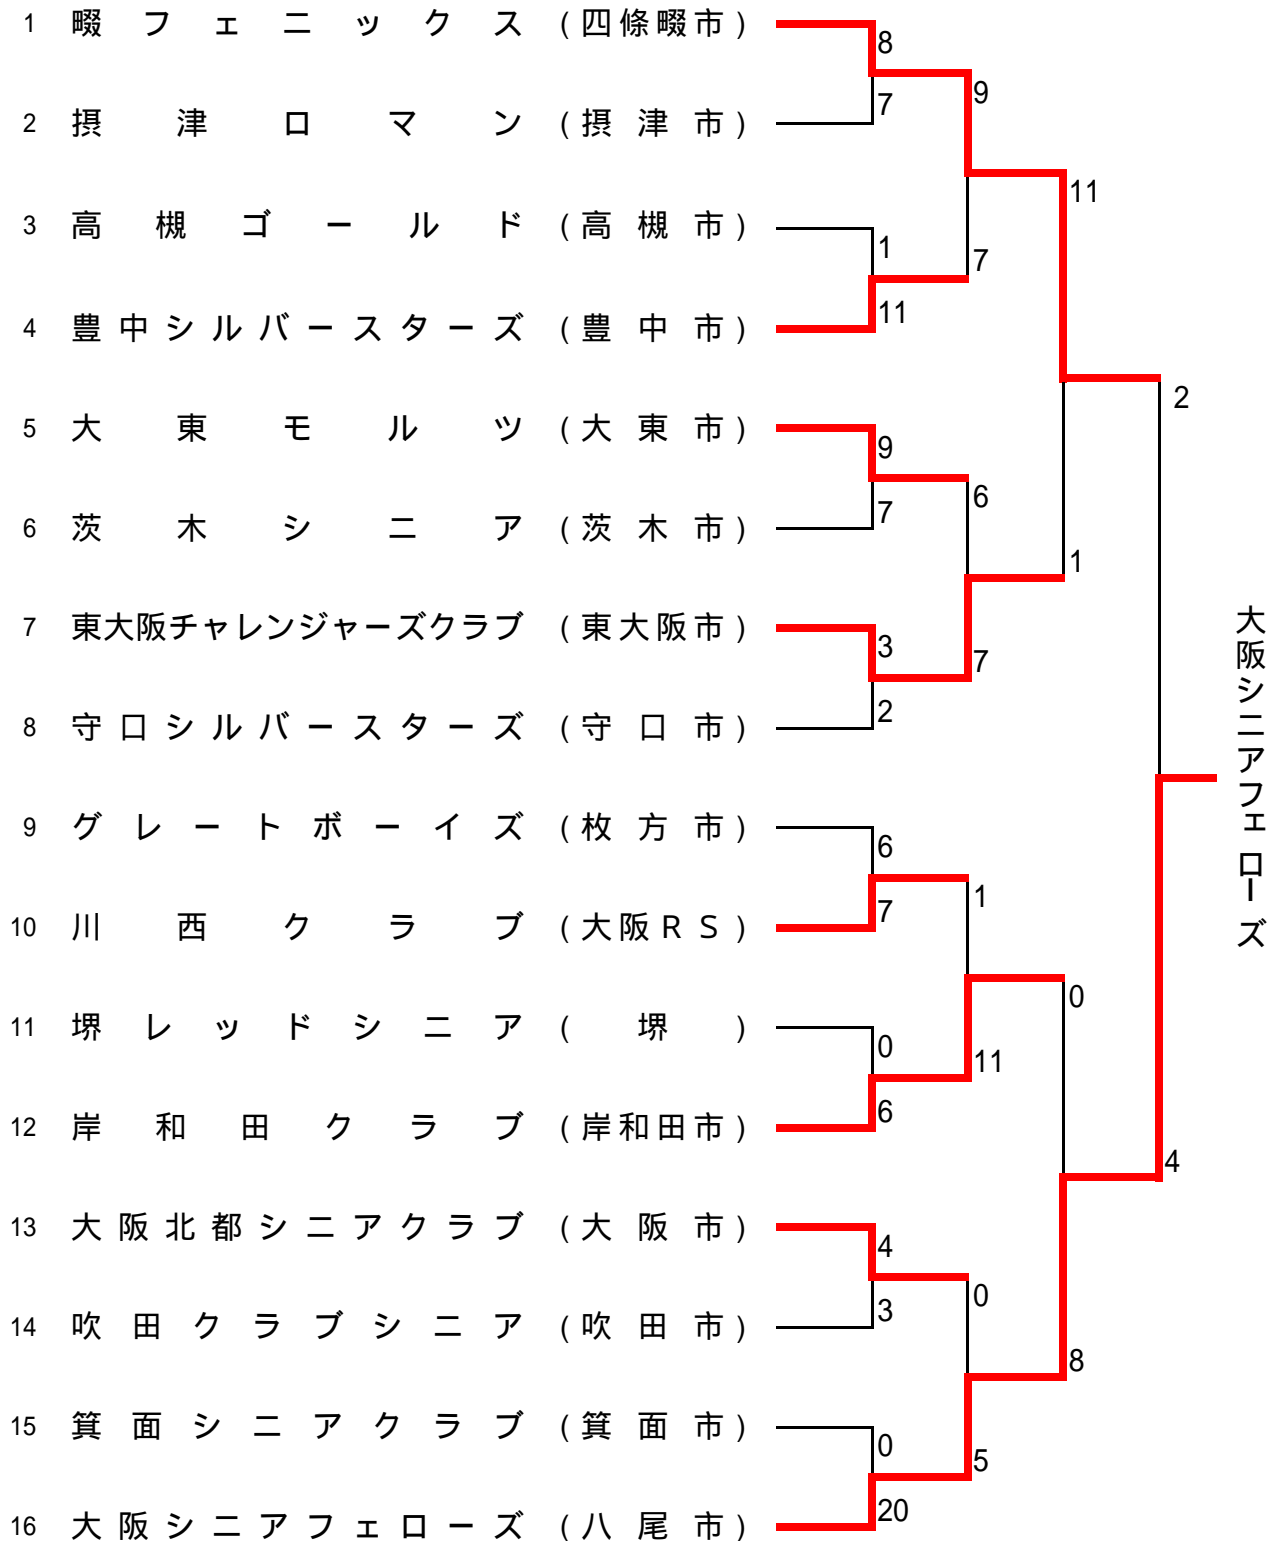 1 畷フェニックス (四條畷市)
8
7
9
2 摂津ロマン (摂津市)
11
3 高槻ゴールド (高槻市)
1
7
11
4 豊中シルバースターズ (豊中市)
2
5 大東モルツ (大東市)
9
6
7
6 茨木シニア (茨木市)
1
7 東大阪チャレンジャーズクラブ (東大阪市)
3
7
2
8 守口シルバースターズ (守口市)
大阪シニアフェローズ
9 グレートボーイズ (枚方市)
6
1
7
10 川西クラブ (大阪RS)
0
11 堺レッドシニア (堺)
0
11
6
12 岸和田クラブ (岸和田市)
4
13 大阪北都シニアクラブ (大阪市)
4
0
3
14 吹田クラブシニア (吹田市)
8
15 箕面シニアクラブ (箕面市)
0
5
20
16 大阪シニアフェローズ (八尾市)